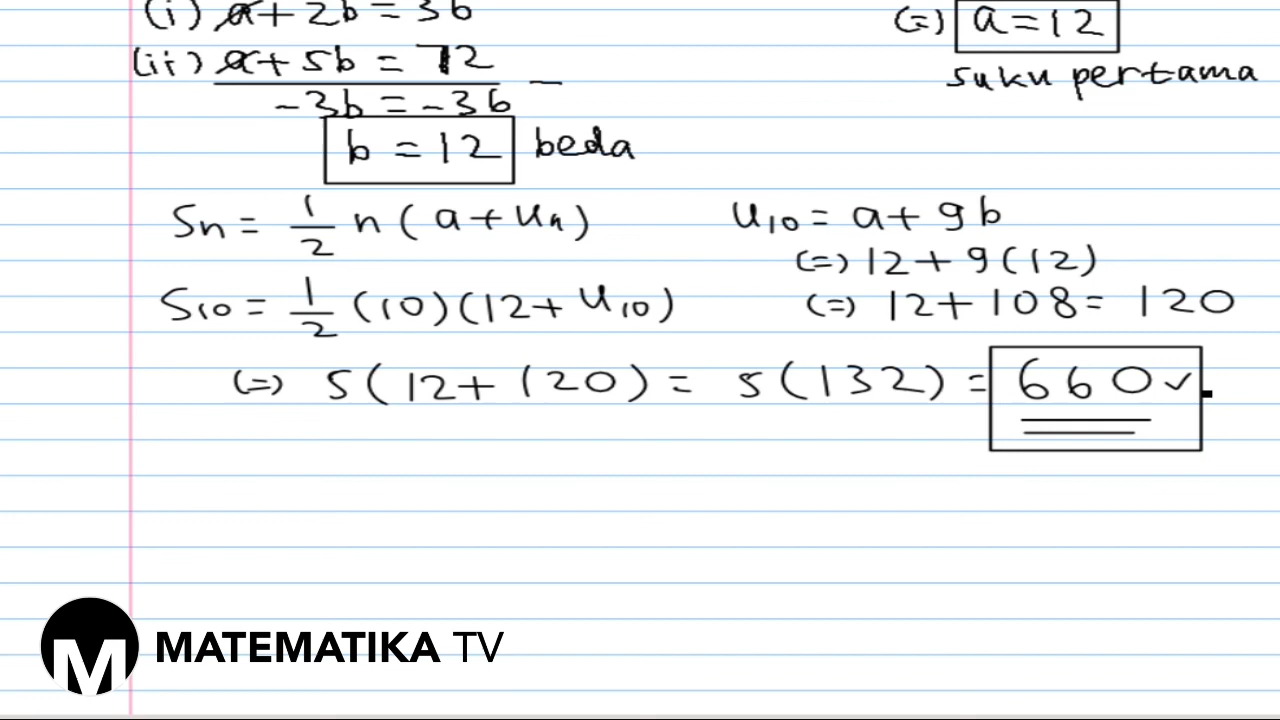 (i) a + 2b = 36
(ii) a + 5b = 72
-3b = -36 −
b = 12 beda
(=) a = 12
suku pertama
Sn = 1/2 n ( a + Un )
S10 = 1/2 (10)(12 + U10)
(=) 5 ( 12 + 120 ) = 5 ( 132 ) = 660 ✓.
U10 = a + 9b
(=) 12 + 9 ( 12 )
(=) 12 + 108 = 120
M MATEMATIKA TV